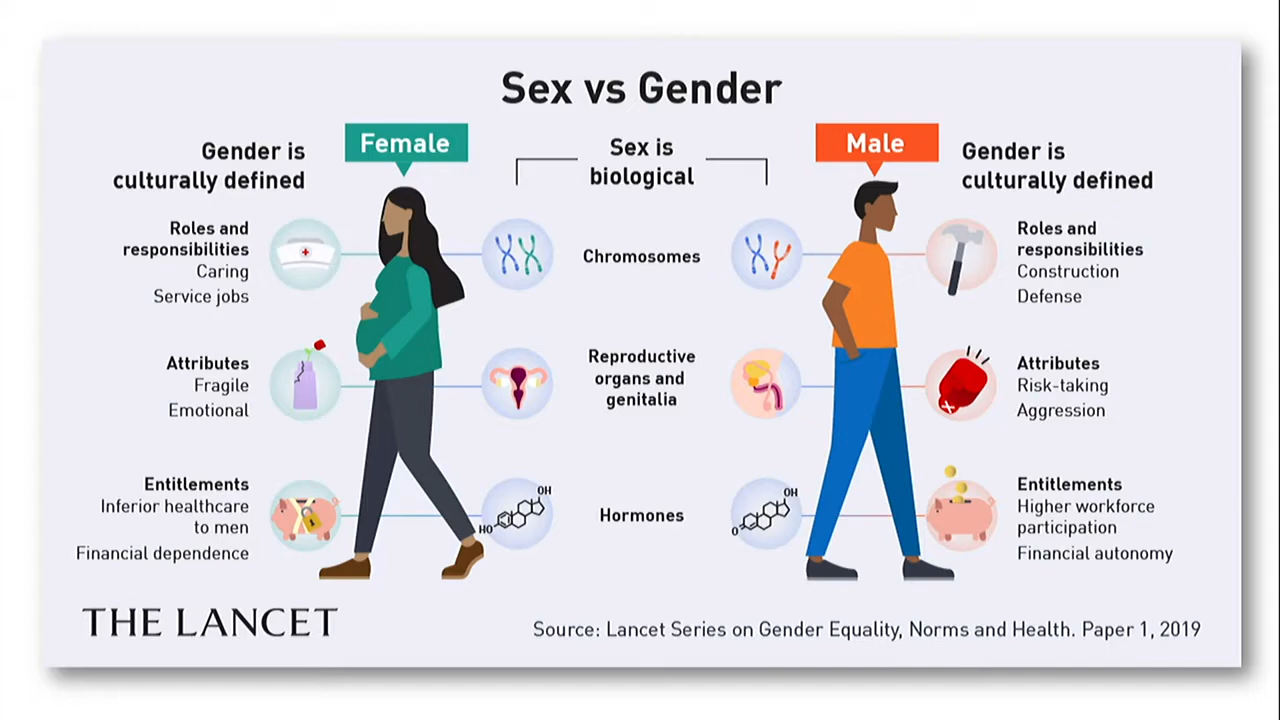 Sex vs Gender
Gender is
culturally defined
Female
Sex is
biological
Male
Gender is
culturally defined
Roles and
responsibilities
Caring
Service jobs
Chromosomes
Roles and
responsibilities
Construction
Defense
Attributes
Fragile
Emotional
Reproductive
organs and
genitalia
Attributes
Risk-taking
Aggression
Entitlements
Inferior healthcare
to men
Financial dependence
OH
HO
Hormones
OH
O
Entitlements
Higher workforce
participation
Financial autonomy
THE LANCET
Source: Lancet Series on Gender Equality, Norms and Health. Paper 1, 2019